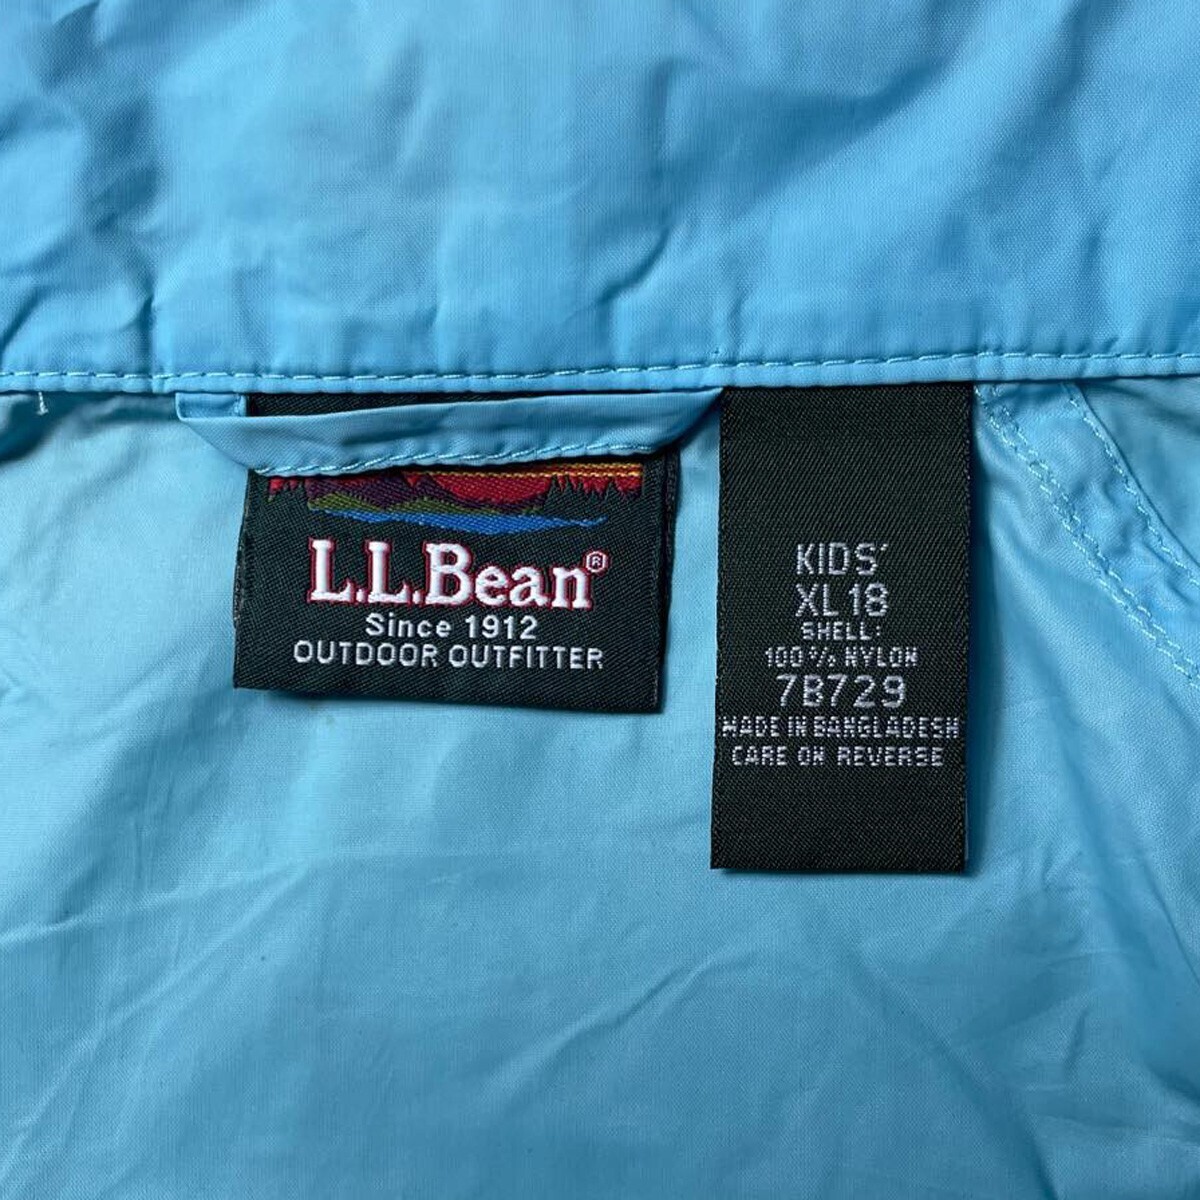 L.L.Bean®
Since 1912
OUTDOOR OUTFITTER
KIDS'
XL 18
SHELL:
100% NYLON
7B729
MADE IN BANGLADESH
CARE ON REVERSE